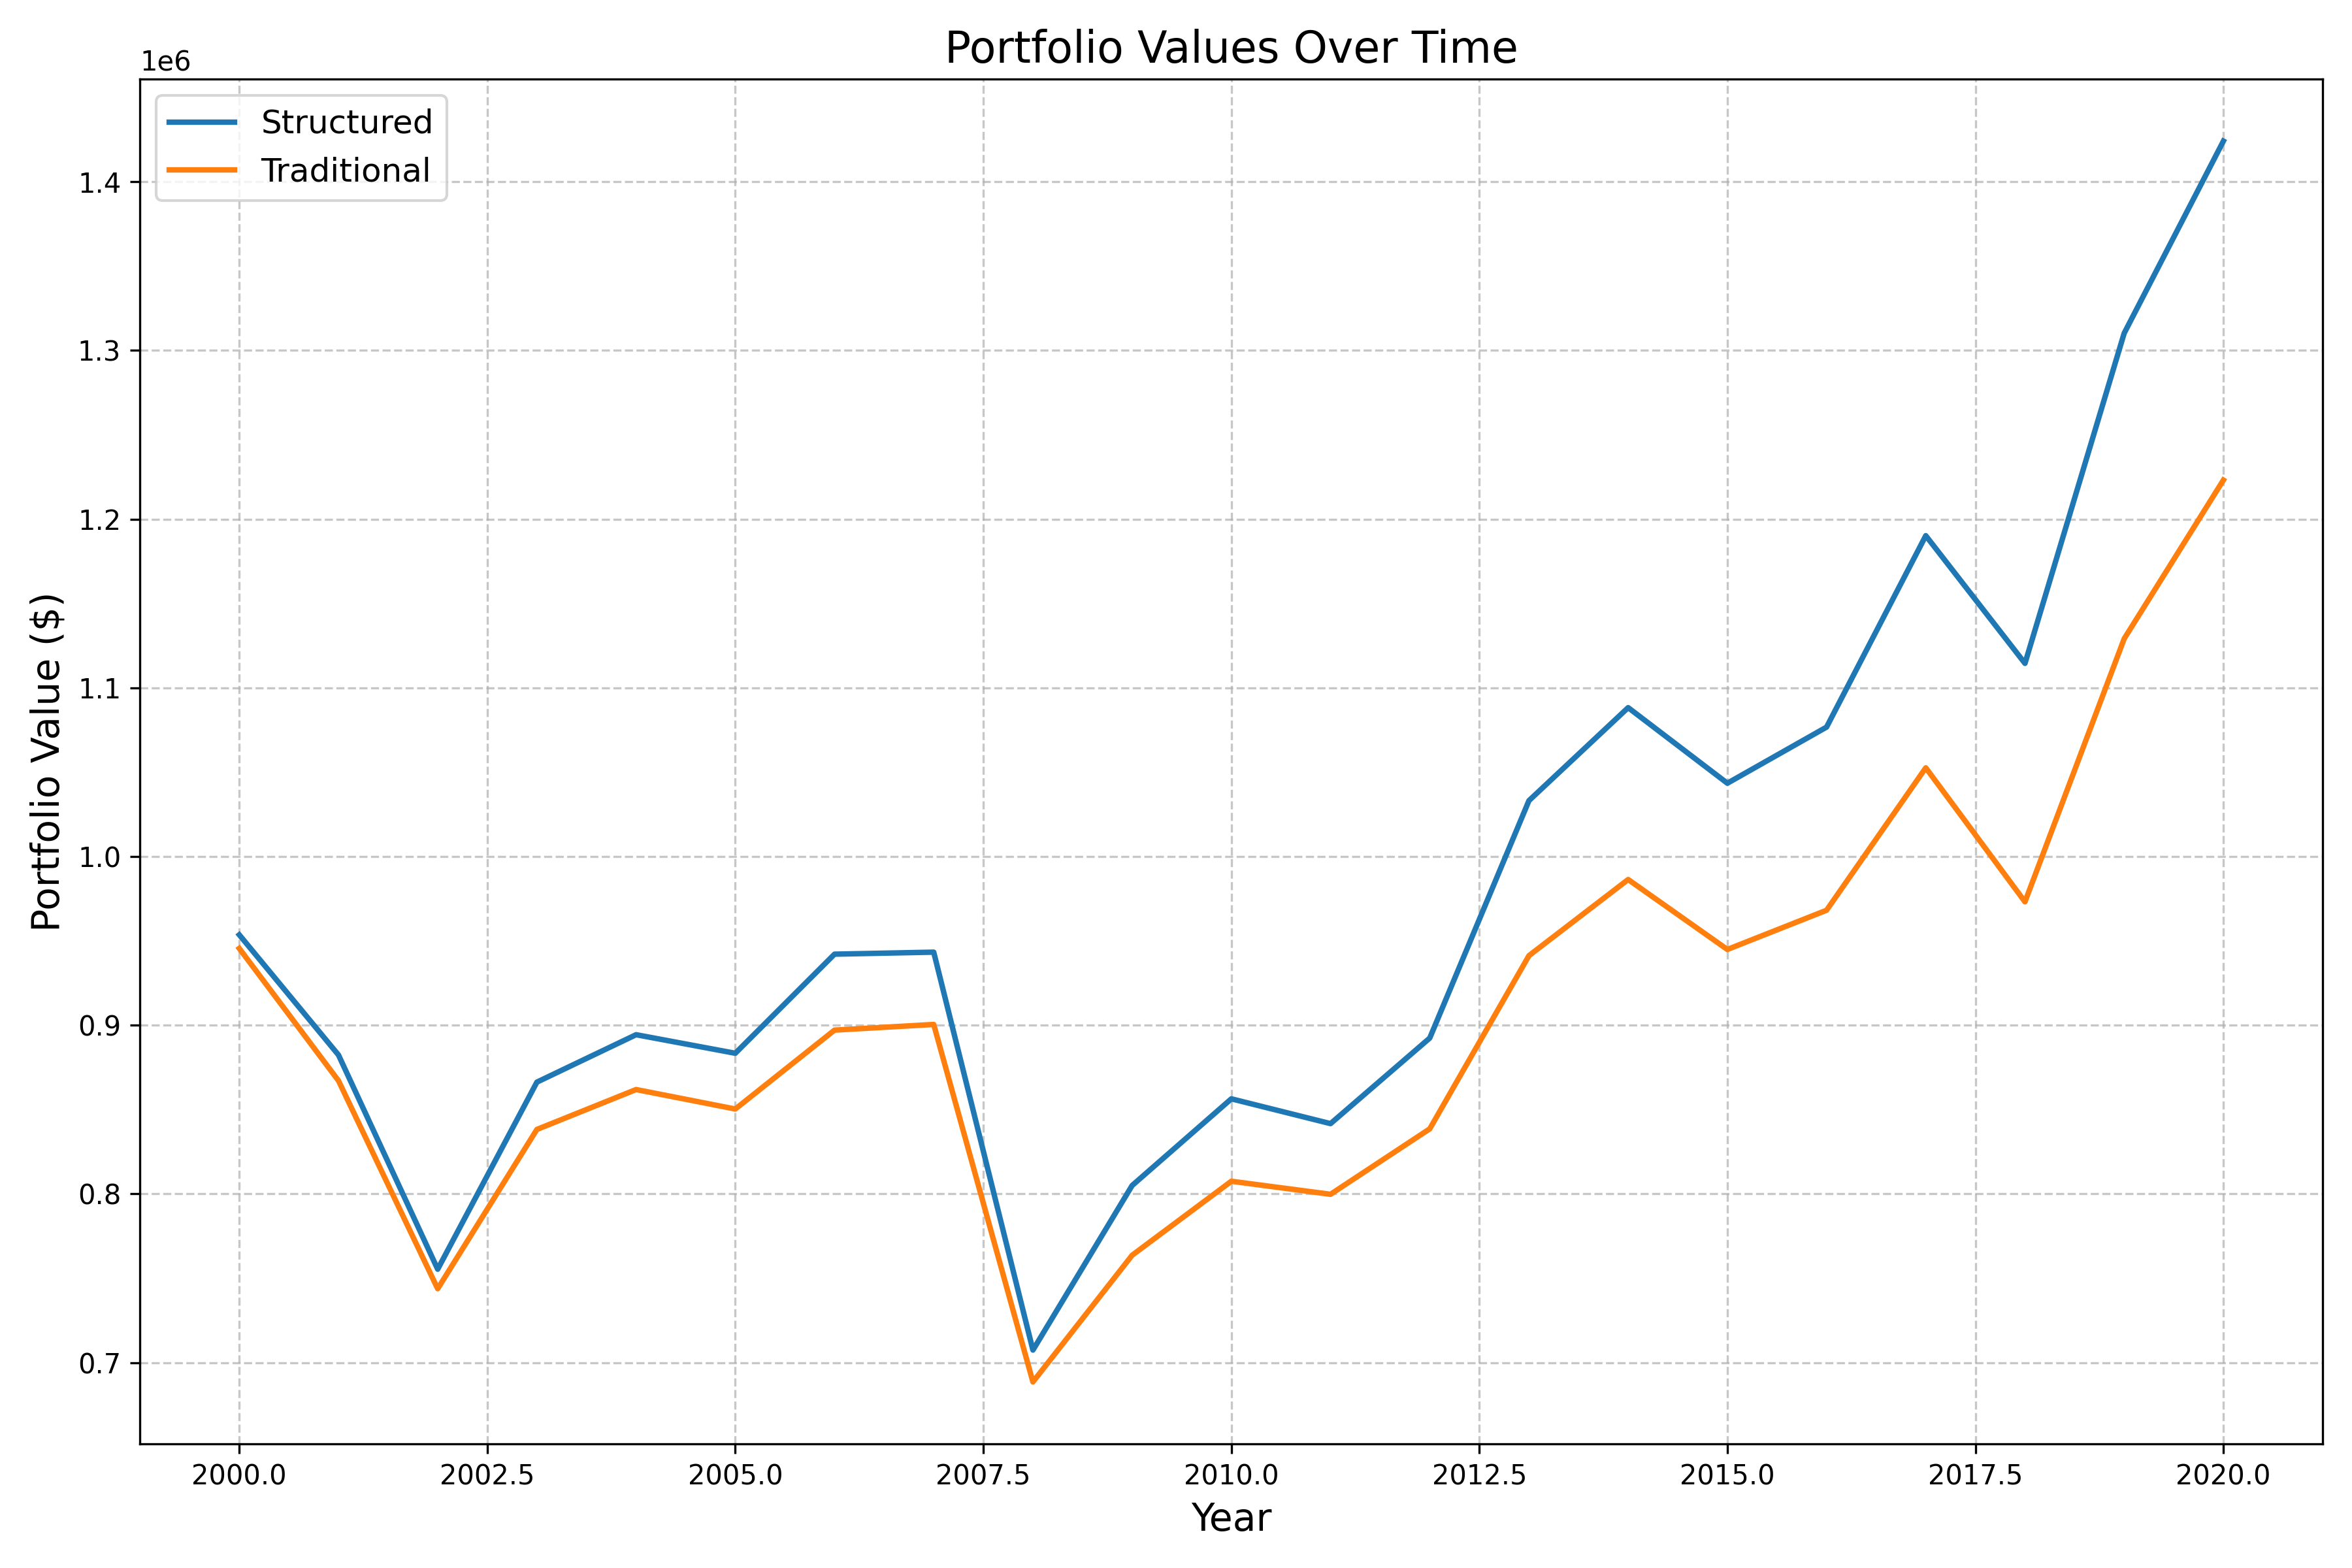 Portfolio Values Over Time
1e6
Structured
Traditional
1.4
1.3
1.2
1.1
1.0
0.9
0.8
0.7
Portfolio Value ($)
2000.0 2002.5 2005.0 2007.5 2010.0 2012.5 2015.0 2017.5 2020.0
Year